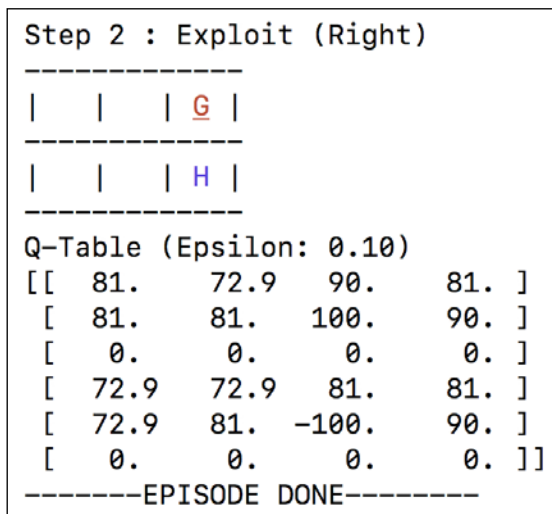 Step 2 : Exploit (Right)
-------------
|   |   | G |
-------------
|   |   | H |
-------------
Q-Table (Epsilon: 0.10)
[[  81.    72.9   90.    81. ]
 [  81.    81.   100.    90. ]
 [   0.     0.     0.     0. ]
 [  72.9   72.9   81.    81. ]
 [  72.9   81.  -100.    90. ]
 [   0.     0.     0.     0. ]]
-------EPISODE DONE--------